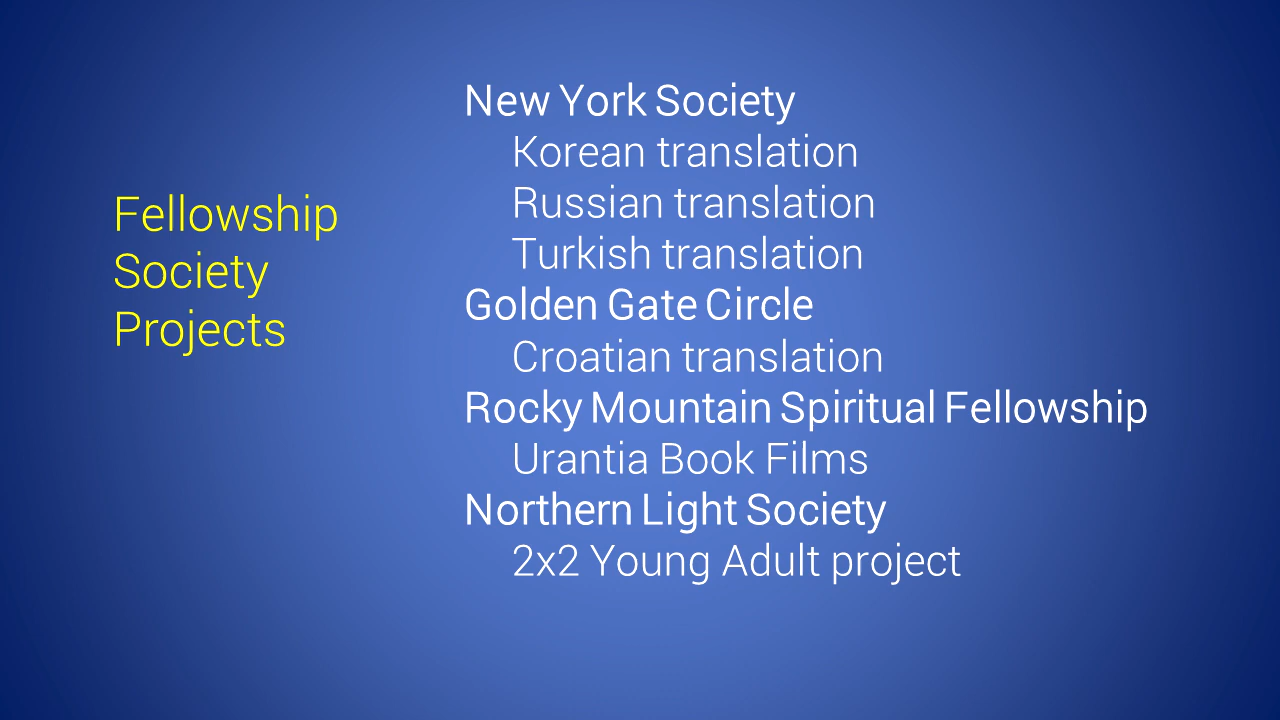 Fellowship
Society
Projects
New York Society
Korean translation
Russian translation
Turkish translation
Golden Gate Circle
Croatian translation
Rocky Mountain Spiritual Fellowship
Urantia Book Films
Northern Light Society
2x2 Young Adult project